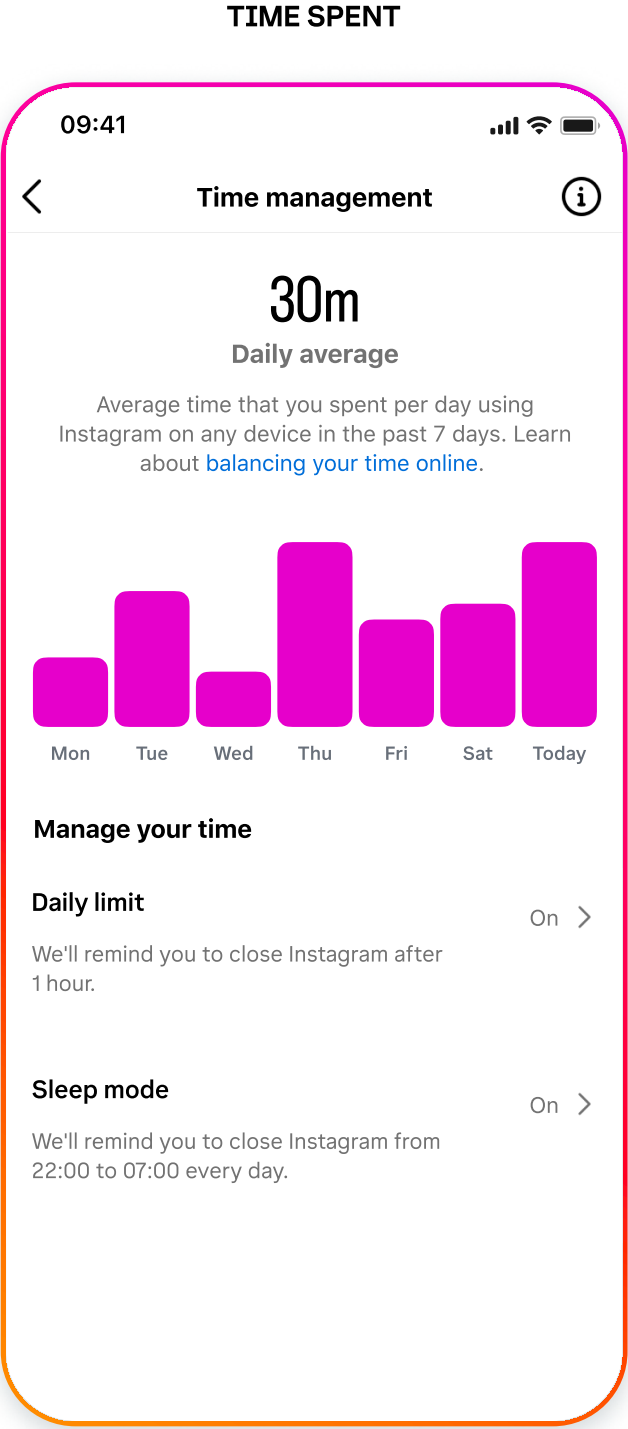 TIME SPENT
09:41
Time management
30m
Daily average
Average time that you spent per day using
Instagram on any device in the past 7 days. Learn
about balancing your time online.
Mon Tue Wed Thu Fri Sat Today
Manage your time
Daily limit
On
We'll remind you to close Instagram after
1 hour.
Sleep mode
On
We'll remind you to close Instagram from
22:00 to 07:00 every day.